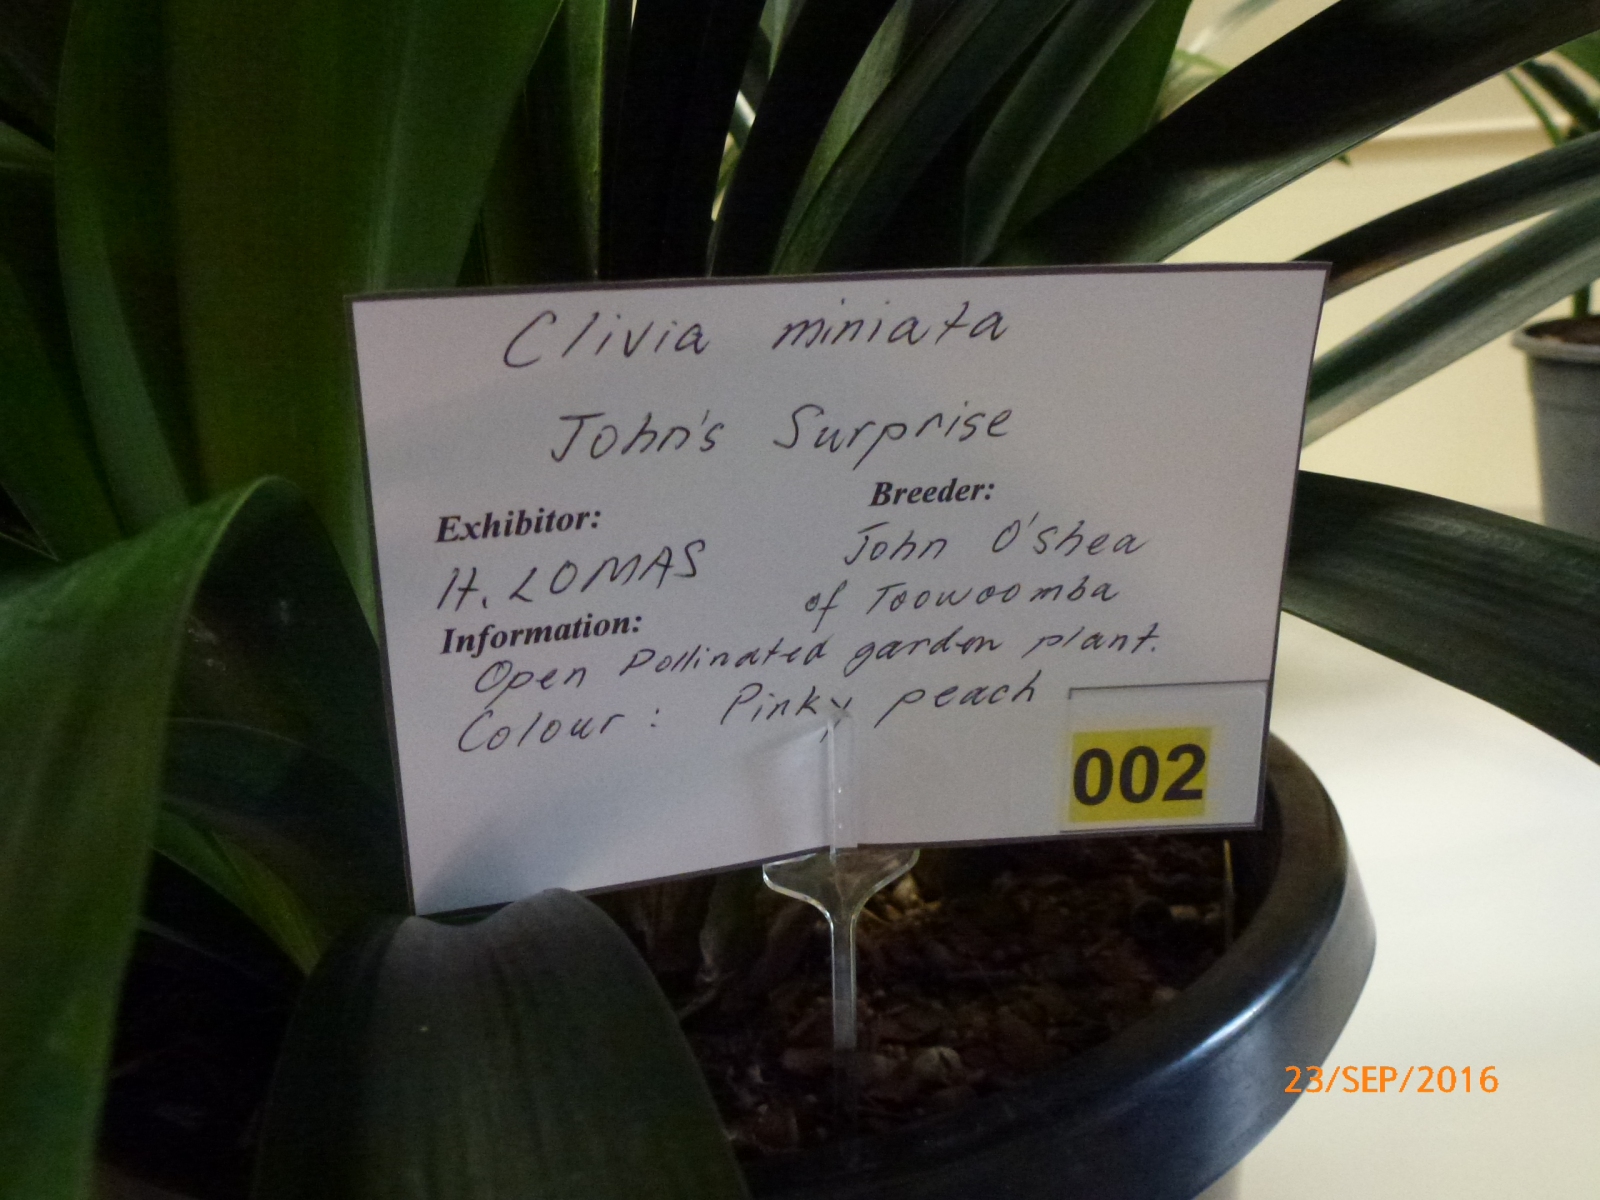 Clivia miniata
John's Surprise
Exhibitor:
H. LOMAS
Breeder:
John O'Shea
of Toowoomba
Information:
Open Pollinated garden plant.
Colour : Pinky peach
002
23/SEP/2016